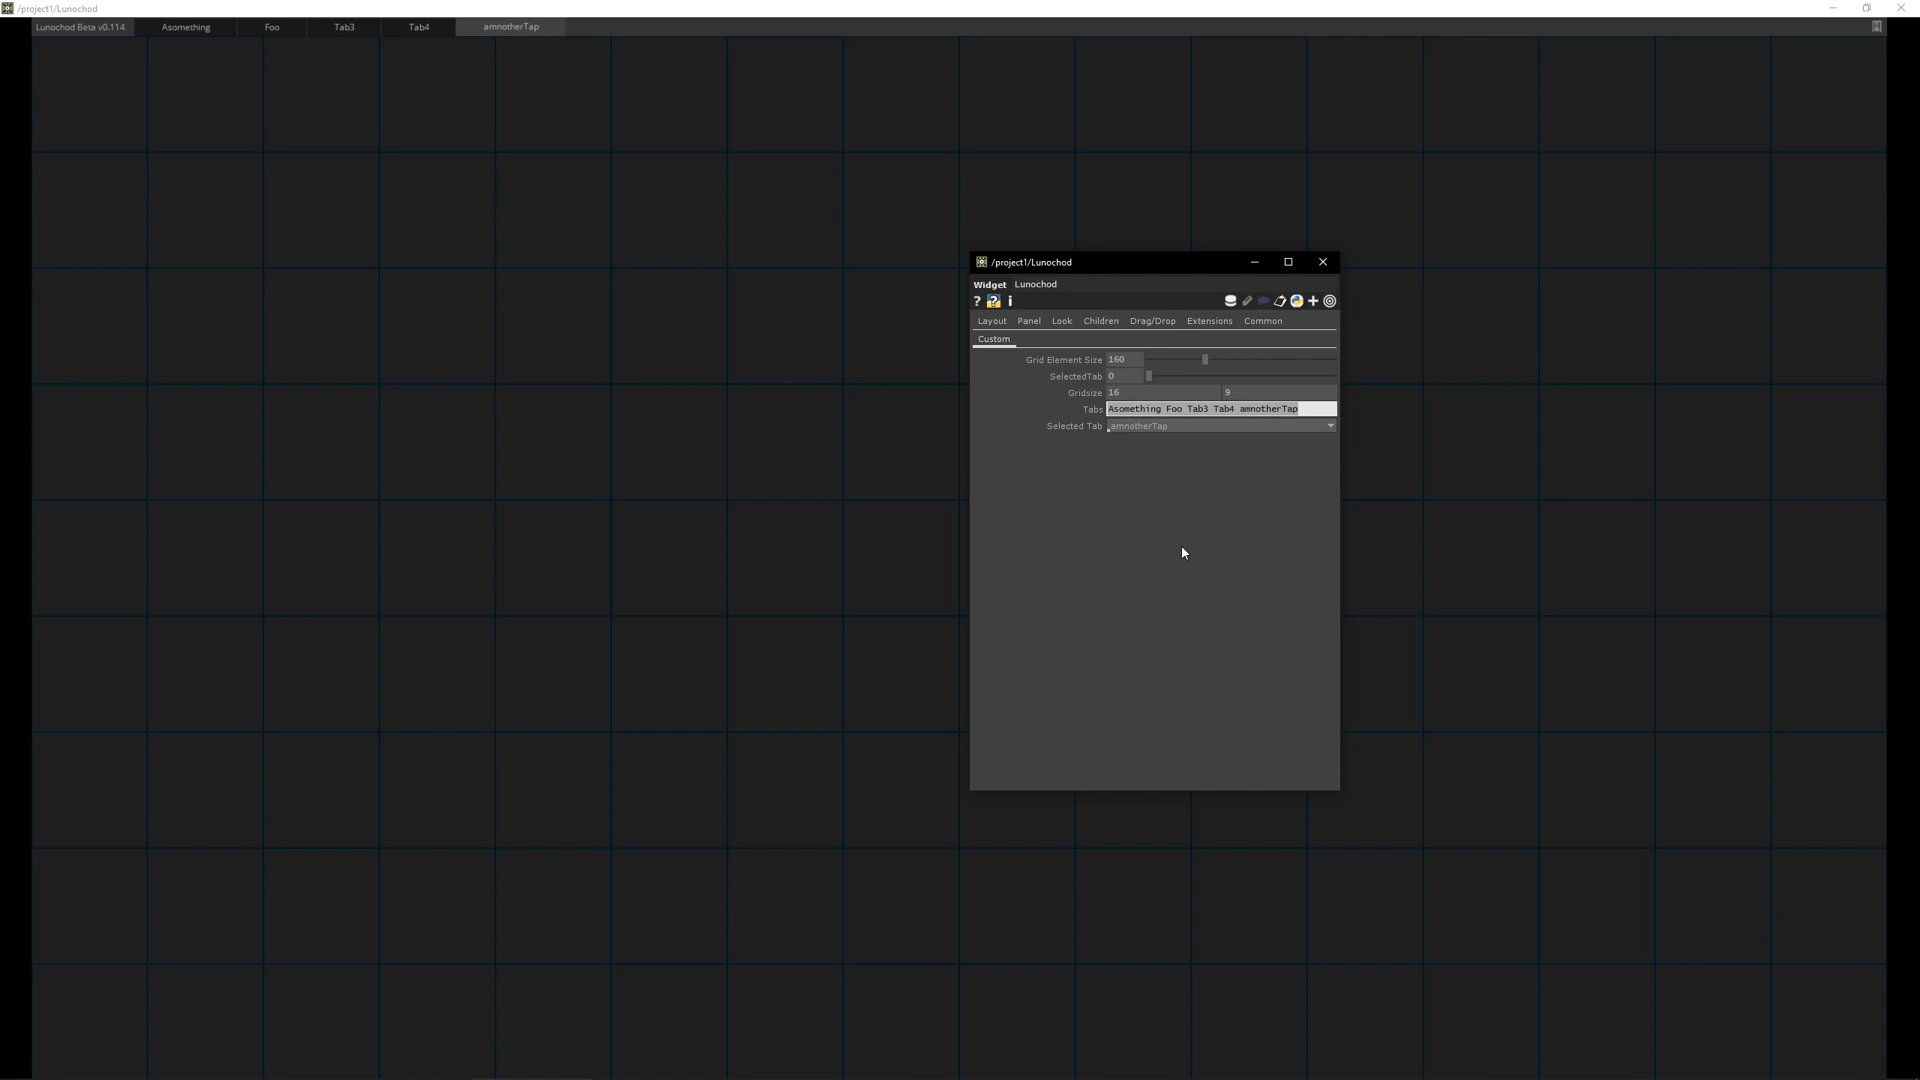 /project1/Lunochod
Lunochod Beta v0.114 Asomething Foo Tab3 Tab4 amnotherTap
/project1/Lunochod
Widget Lunochod
? ? i
Layout Panel Look Children Drag/Drop Extensions Common
Custom
Grid Element Size 160
SelectedTab 0
Gridsize 16 9
Tabs Asomething Foo Tab3 Tab4 amnotherTap
Selected Tab amnotherTap